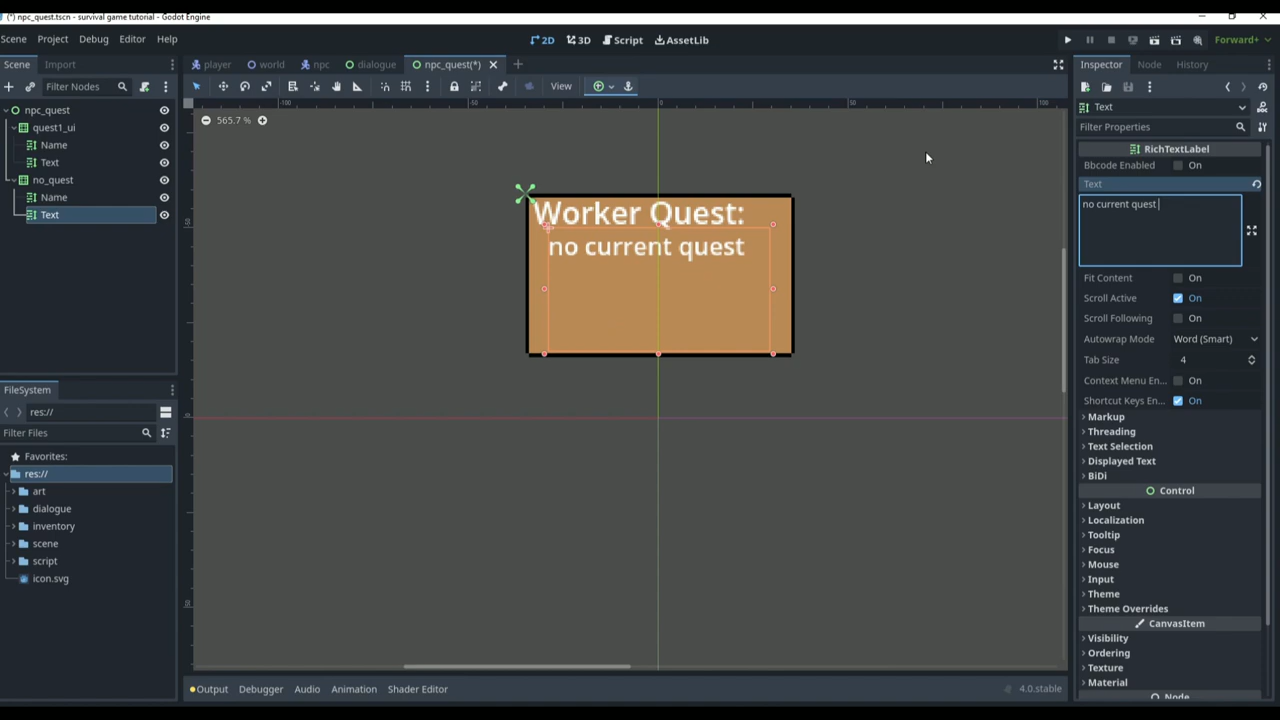 (*) npc_quest.tscn - survival game tutorial - Godot Engine
Scene Project Debug Editor Help
2D 3D Script AssetLib
Forward+
Scene Import
player world npc dialogue npc_quest(*)
Inspector Node History
Filter Nodes
View
npc_quest
quest1_ui
Name
Text
no_quest
Name
Text
-100 -50 0 50 100
565.7 %
Worker Quest:
no current quest
Text
Filter Properties
RichTextLabel
Bbcode Enabled On
Text
no current quest
Fit Content On
Scroll Active On
Scroll Following On
Autowrap Mode Word (Smart)
Tab Size 4
Context Menu En... On
Shortcut Keys En... On
Markup
Threading
Text Selection
Displayed Text
BiDi
Control
Layout
Localization
Tooltip
Focus
Mouse
Input
Theme
Theme Overrides
CanvasItem
Visibility
Ordering
Texture
Material
Node
FileSystem
res://
Filter Files
Favorites:
res://
art
dialogue
inventory
scene
script
icon.svg
Output Debugger Audio Animation Shader Editor
4.0.stable